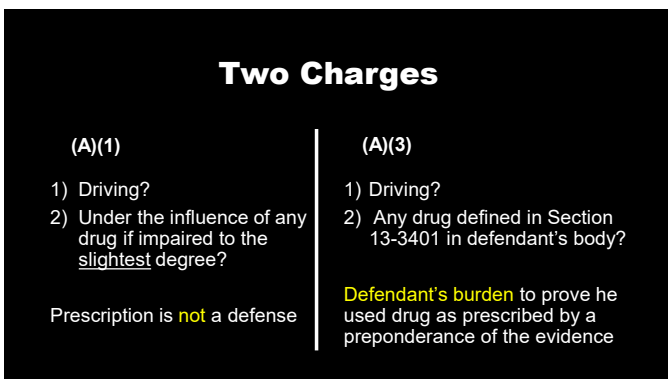 Two Charges
(A)(1)
1) Driving?
2) Under the influence of any
drug if impaired to the
slightest degree?
Prescription is not a defense
(A)(3)
1) Driving?
2) Any drug defined in Section
13-3401 in defendant's body?
Defendant's burden to prove he
used drug as prescribed by a
preponderance of the evidence